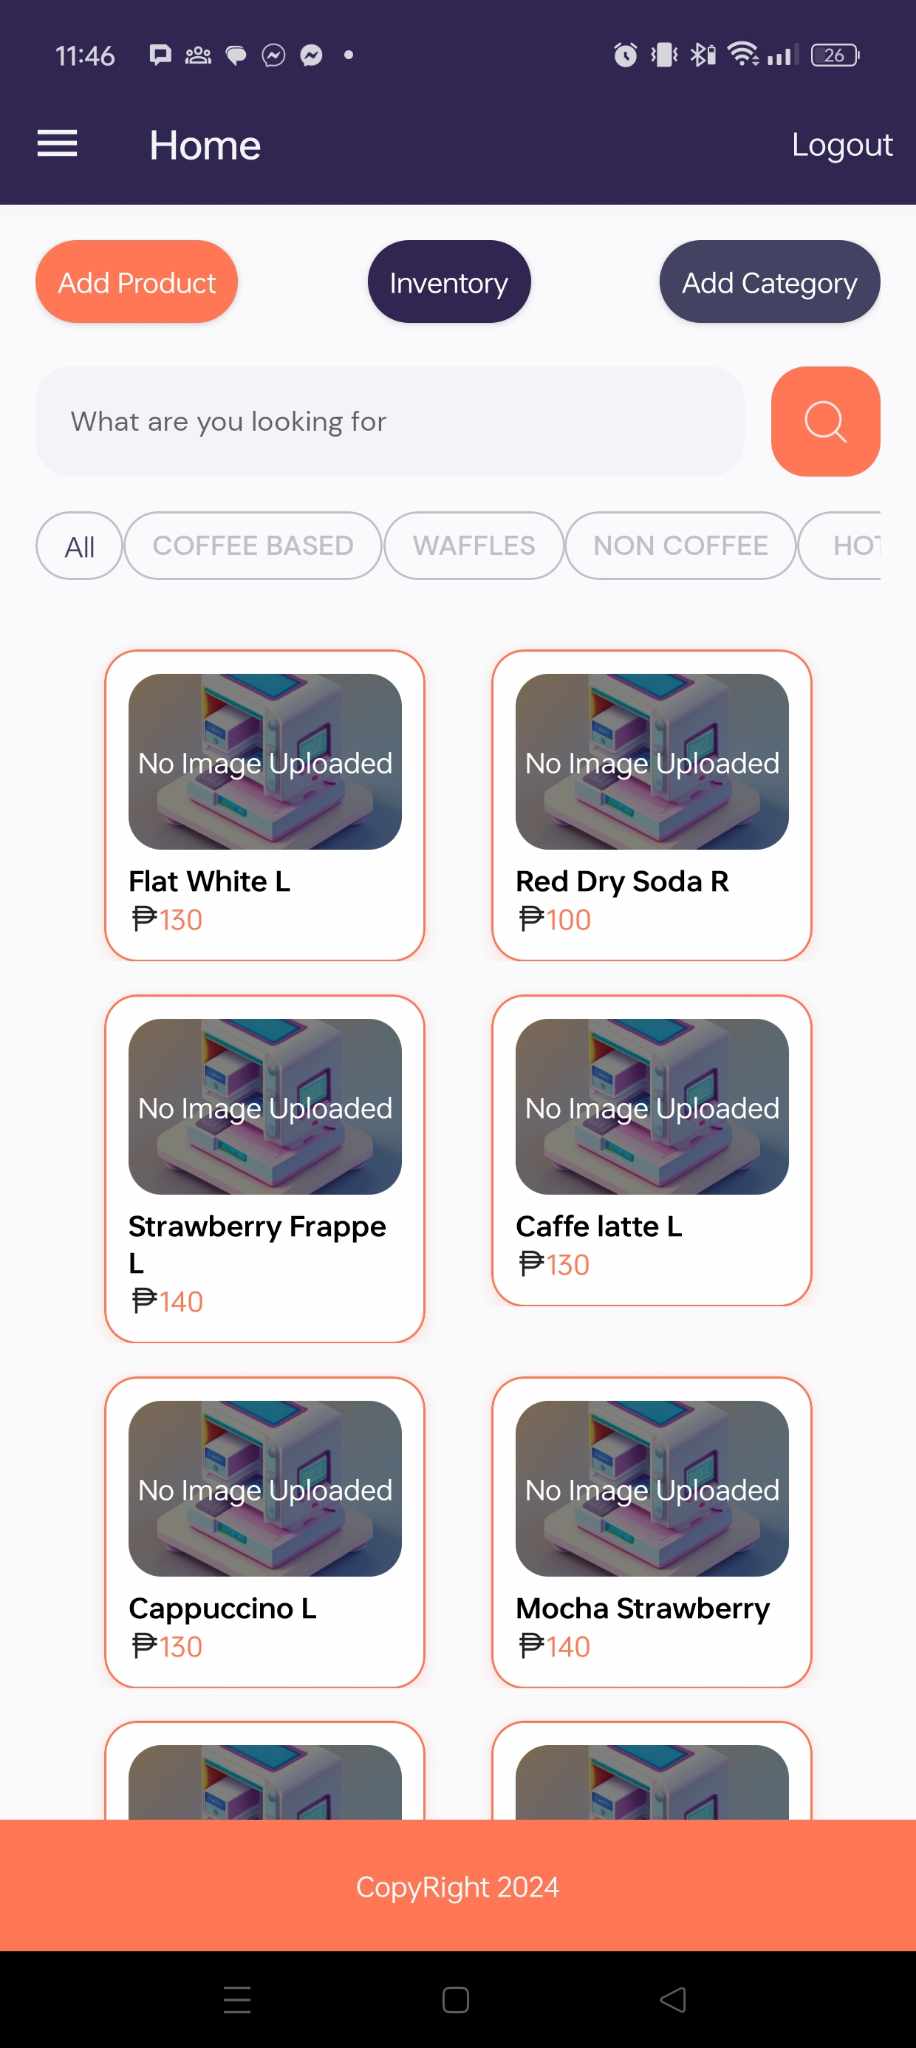 11:46
26
Home
Logout
Add Product
Inventory
Add Category
What are you looking for
All
COFFEE BASED
WAFFLES
NON COFFEE
HOT
No Image Uploaded
No Image Uploaded
Flat White L
Red Dry Soda R
₱130
₱100
No Image Uploaded
No Image Uploaded
Strawberry Frappe
L
Caffe latte L
₱140
₱130
No Image Uploaded
No Image Uploaded
Cappuccino L
Mocha Strawberry
₱130
₱140
CopyRight 2024